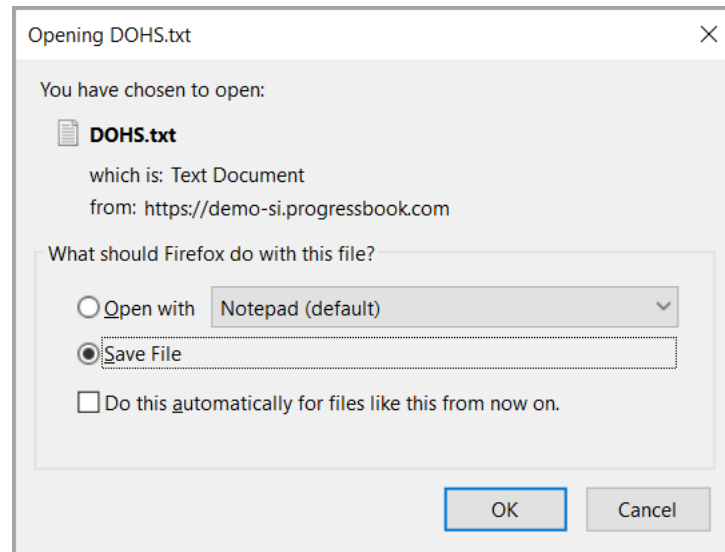 Opening DOHS.txt
You have chosen to open:
DOHS.txt
which is: Text Document
from: https://demo-si.progressbook.com
What should Firefox do with this file?
Open with Notepad (default)
Save File
Do this automatically for files like this from now on.
OK Cancel